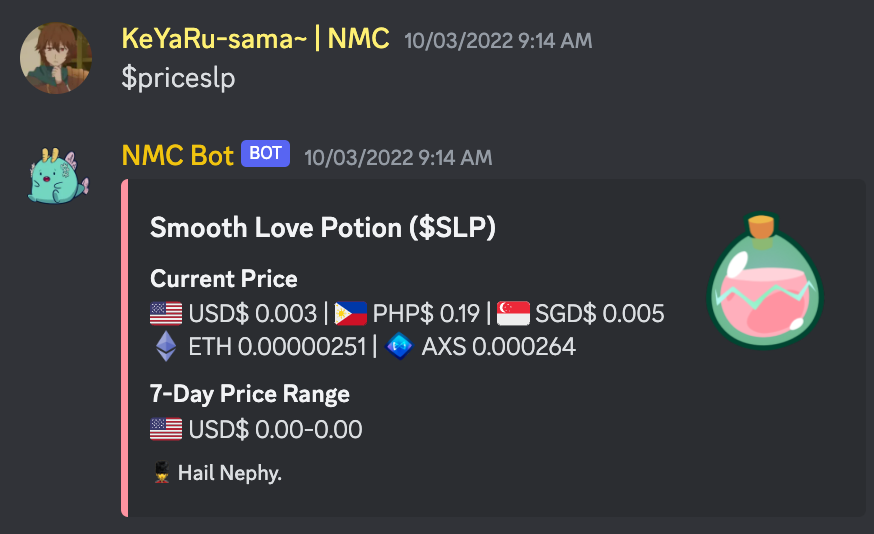 KeYaRu-sama~ | NMC 10/03/2022 9:14 AM
$priceslp
NMC Bot BOT 10/03/2022 9:14 AM
Smooth Love Potion ($SLP)
Current Price
USD$ 0.003 | PHP$ 0.19 | SGD$ 0.005
ETH 0.00000251 | AXS 0.000264
7-Day Price Range
USD$ 0.00-0.00
Hail Nephy.